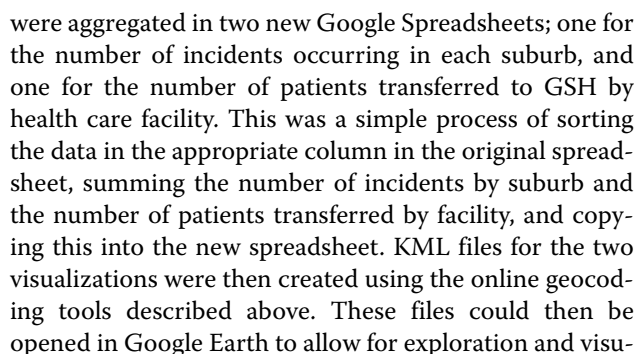 were aggregated in two new Google Spreadsheets; one for
the number of incidents occurring in each suburb, and
one for the number of patients transferred to GSH by
health care facility. This was a simple process of sorting
the data in the appropriate column in the original spread-
sheet, summing the number of incidents by suburb and
the number of patients transferred by facility, and copy-
ing this into the new spreadsheet. KML files for the two
visualizations were then created using the online geocod-
ing tools described above. These files could then be
opened in Google Earth to allow for exploration and visu-